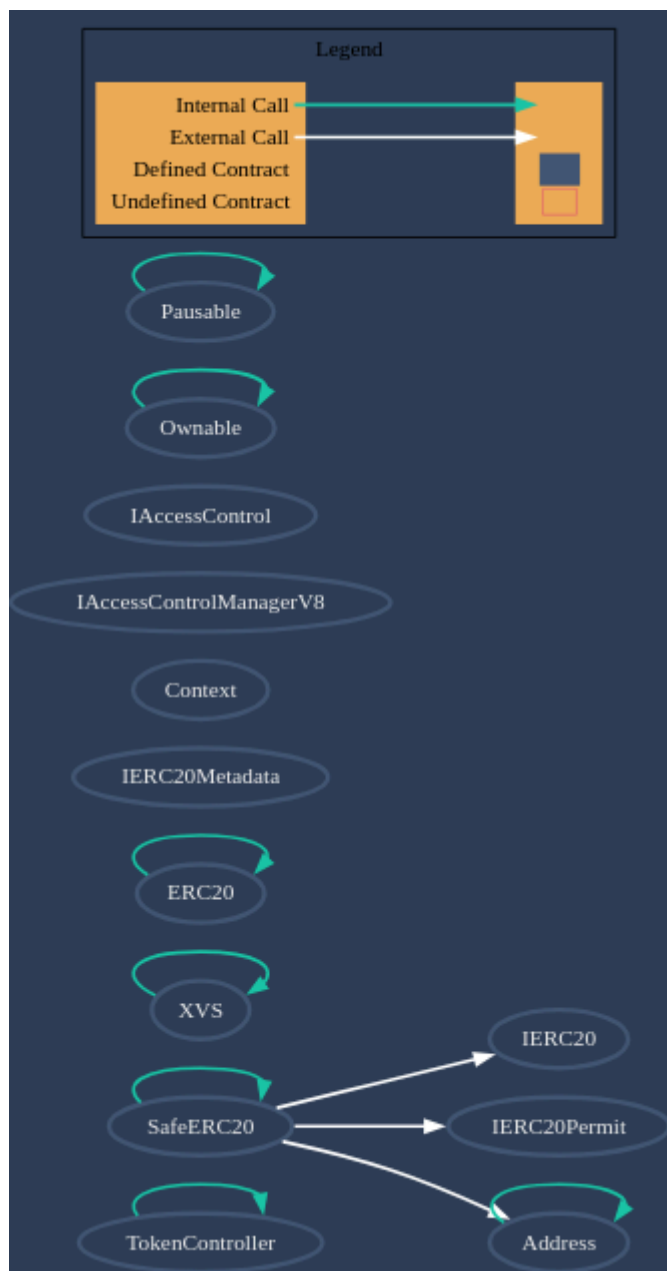 Legend
Internal Call
External Call
Defined Contract
Undefined Contract
Pausable
Ownable
IAccessControl
IAccessControlManagerV8
Context
IERC20Metadata
ERC20
XVS
IERC20
SafeERC20
IERC20Permit
TokenController
Address